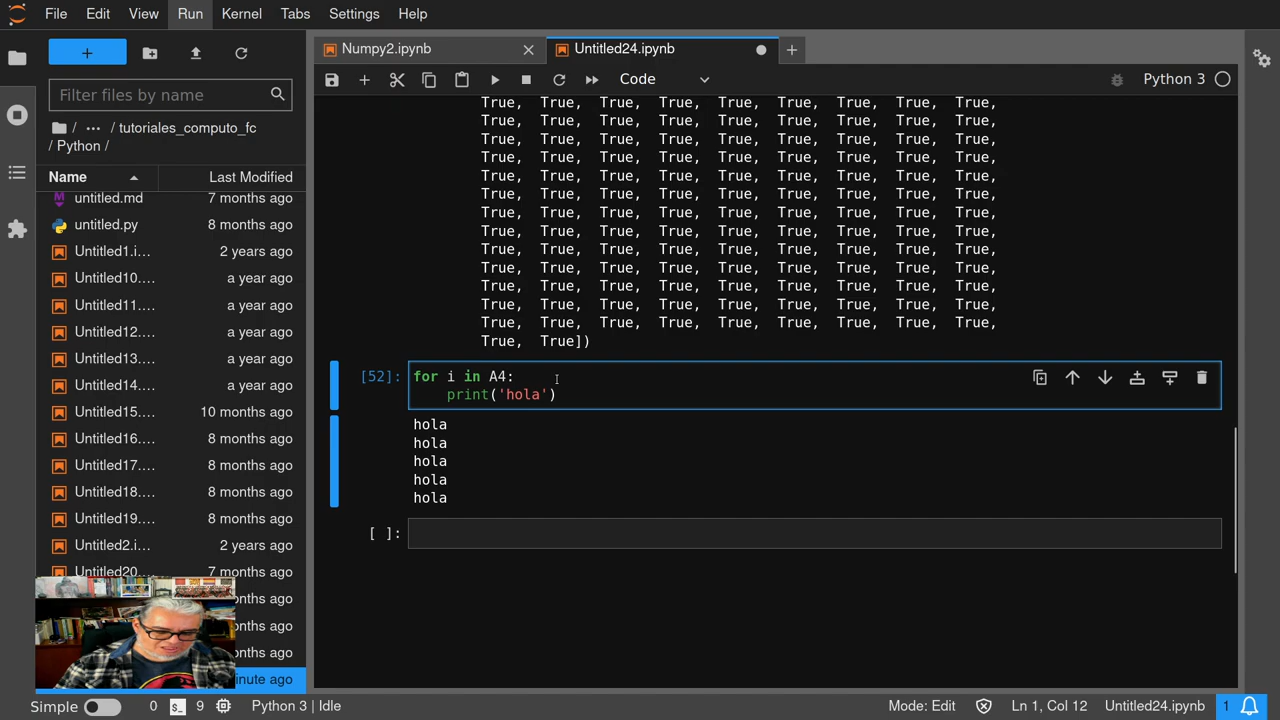 File Edit View Run Kernel Tabs Settings Help
Numpy2.ipynb
Untitled24.ipynb
Code
Python 3
Filter files by name
/ ... / tutoriales_computo_fc
/ Python /
Name Last Modified
untitled.md 7 months ago
untitled.py 8 months ago
Untitled1.i... 2 years ago
Untitled10.... a year ago
Untitled11.... a year ago
Untitled12.... a year ago
Untitled13.... a year ago
Untitled14.... a year ago
Untitled15.... 10 months ago
Untitled16.... 8 months ago
Untitled17.... 8 months ago
Untitled18.... 8 months ago
Untitled19.... 8 months ago
Untitled2.i... 2 years ago
Untitled20.... 7 months ago
nths ago
nths ago
nths ago
inute ago
True, True, True, True, True, True, True, True, True,
True, True, True, True, True, True, True, True, True,
True, True, True, True, True, True, True, True, True,
True, True, True, True, True, True, True, True, True,
True, True, True, True, True, True, True, True, True,
True, True, True, True, True, True, True, True, True,
True, True, True, True, True, True, True, True, True,
True, True, True, True, True, True, True, True, True,
True, True, True, True, True, True, True, True, True,
True, True, True, True, True, True, True, True, True,
True, True, True, True, True, True, True, True, True,
True, True, True, True, True, True, True, True, True,
True, True, True, True, True, True, True, True, True,
True, True])
[52]: for i in A4:
print('hola')
hola
hola
hola
hola
hola
[ ]:
Simple 0 9 Python 3 | Idle Mode: Edit Ln 1, Col 12 Untitled24.ipynb 1